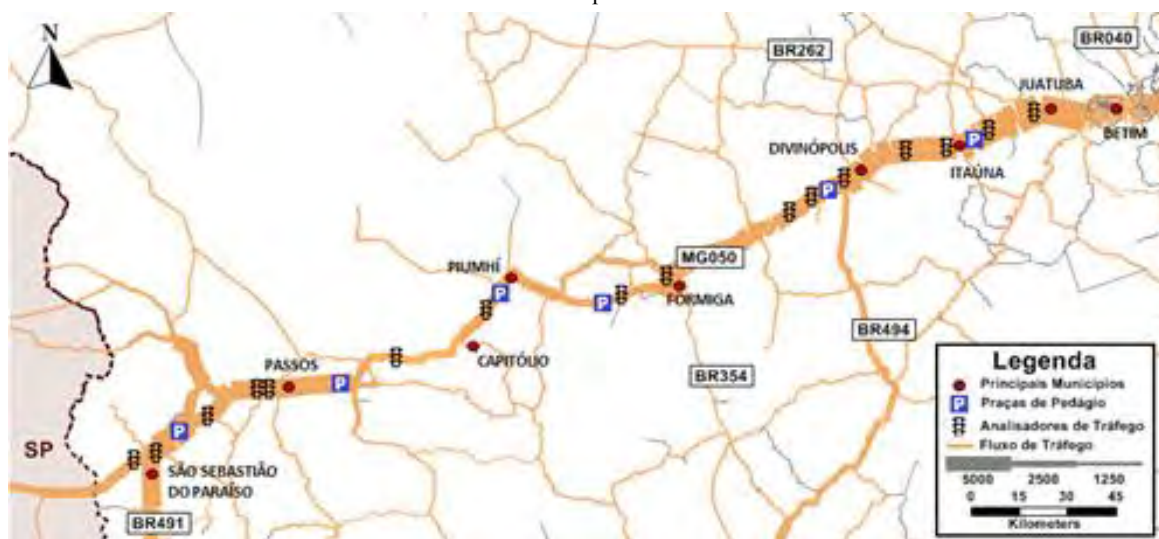 N
BR262
BR040
JUATUBA
BETIM
DIVINÓPOLIS
P
ITAÚNA
P
MG050
PIUMHÍ
P
P
FORMIGA
BR494
CAPITÓLIO
PASSOS
P
BR354
P
SP
SÃO SEBASTIÃO
DO PARAÍSO
BR491
Legenda
Principais Municípios
P Praças de Pedágio
Analisadores de Tráfego
Fluxo de Tráfego
5000 2500 1250
0 15 30 45
Kilometers